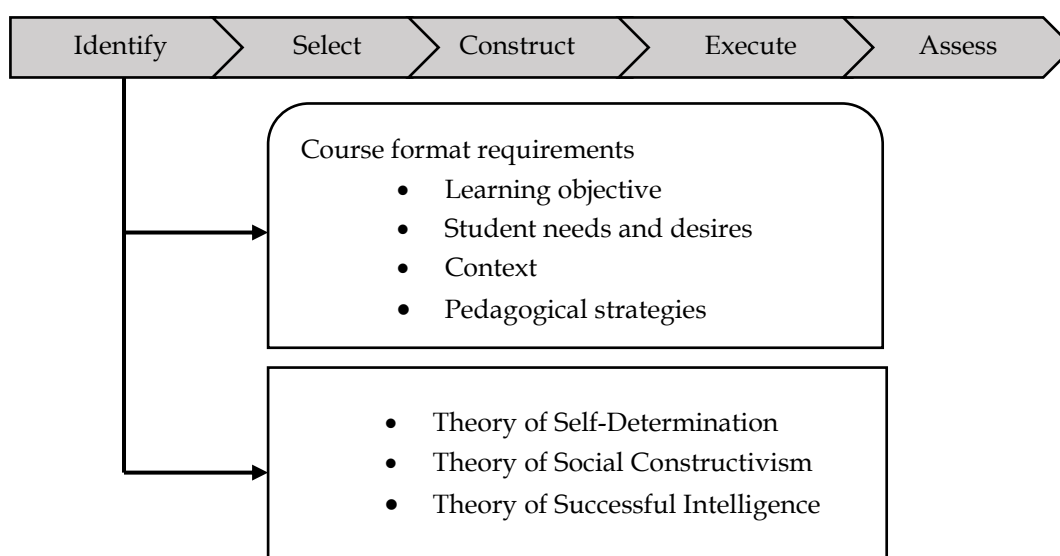 Identify
Select
Construct
Execute
Assess
Course format requirements
• Learning objective
• Student needs and desires
• Context
• Pedagogical strategies
• Theory of Self-Determination
• Theory of Social Constructivism
• Theory of Successful Intelligence